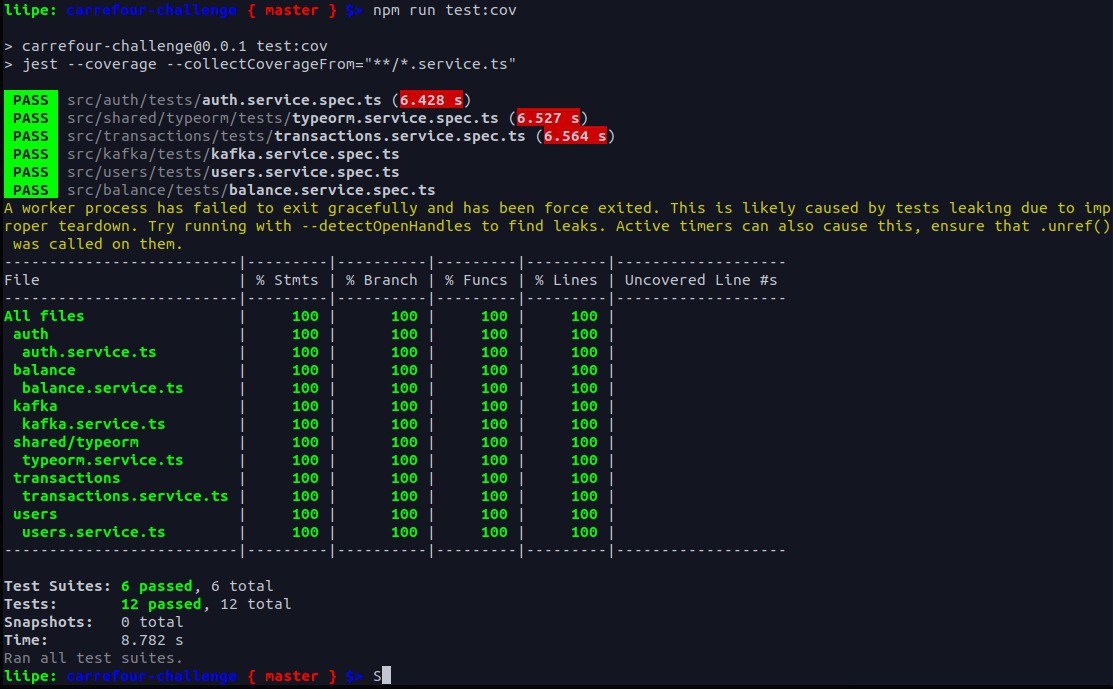 liipe: carrefour-challenge { master } $> npm run test:cov
> carrefour-challenge@0.0.1 test:cov
> jest --coverage --collectCoverageFrom="**/*.service.ts"
PASS src/auth/tests/auth.service.spec.ts (6.428 s)
PASS src/shared/typeorm/tests/typeorm.service.spec.ts (6.527 s)
PASS src/transactions/tests/transactions.service.spec.ts (6.564 s)
PASS src/kafka/tests/kafka.service.spec.ts
PASS src/users/tests/users.service.spec.ts
PASS src/balance/tests/balance.service.spec.ts
A worker process has failed to exit gracefully and has been force exited. This is likely caused by tests leaking due to imp
roper teardown. Try running with --detectOpenHandles to find leaks. Active timers can also cause this, ensure that .unref()
 was called on them.
--------------------------|---------|----------|---------|---------|-------------------
File                      | % Stmts | % Branch | % Funcs | % Lines | Uncovered Line #s
--------------------------|---------|----------|---------|---------|-------------------
All files                 |     100 |      100 |     100 |     100 |
 auth                     |     100 |      100 |     100 |     100 |
  auth.service.ts         |     100 |      100 |     100 |     100 |
 balance                  |     100 |      100 |     100 |     100 |
  balance.service.ts      |     100 |      100 |     100 |     100 |
 kafka                    |     100 |      100 |     100 |     100 |
  kafka.service.ts        |     100 |      100 |     100 |     100 |
 shared/typeorm           |     100 |      100 |     100 |     100 |
  typeorm.service.ts      |     100 |      100 |     100 |     100 |
 transactions             |     100 |      100 |     100 |     100 |
  transactions.service.ts |     100 |      100 |     100 |     100 |
 users                    |     100 |      100 |     100 |     100 |
  users.service.ts        |     100 |      100 |     100 |     100 |
--------------------------|---------|----------|---------|---------|-------------------
Test Suites: 6 passed, 6 total
Tests:       12 passed, 12 total
Snapshots:   0 total
Time:        8.782 s
Ran all test suites.
liipe: carrefour-challenge { master } $> S